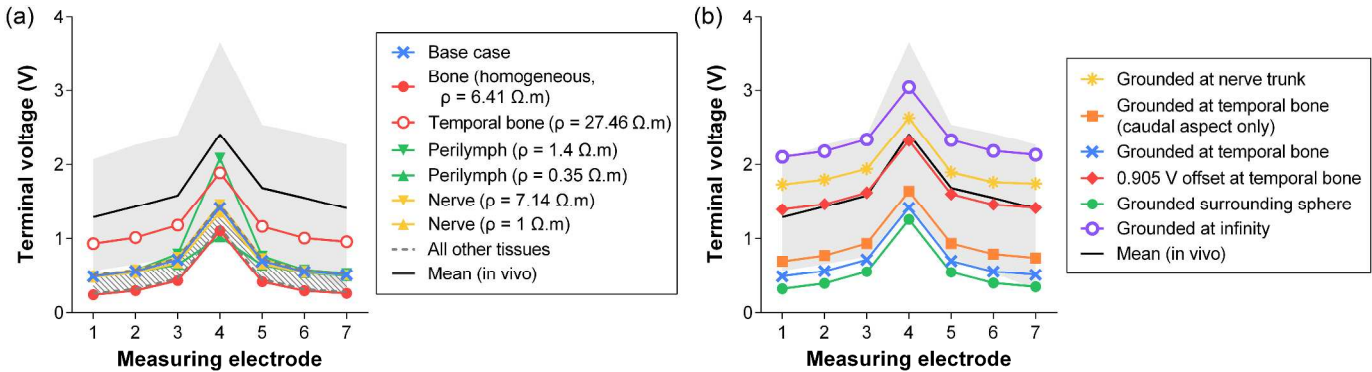 (a)
Terminal voltage (V)
4
3
2
1
0
1 2 3 4 5 6 7
Measuring electrode
Base case
Bone (homogeneous,
ρ = 6.41 Ω.m)
Temporal bone (ρ = 27.46 Ω.m)
Perilymph (ρ = 1.4 Ω.m)
Perilymph (ρ = 0.35 Ω.m)
Nerve (ρ = 7.14 Ω.m)
Nerve (ρ = 1 Ω.m)
All other tissues
Mean (in vivo)
(b)
Terminal voltage (V)
4
3
2
1
0
1 2 3 4 5 6 7
Measuring electrode
Grounded at nerve trunk
Grounded at temporal bone
(caudal aspect only)
Grounded at temporal bone
0.905 V offset at temporal bone
Grounded surrounding sphere
Grounded at infinity
Mean (in vivo)